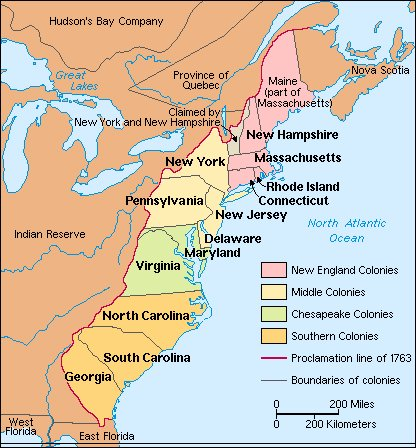 Hudson's Bay Company
Great
Lakes
Province of
Quebec
Nova Scotia
Maine
(part of
Massachusetts)
Claimed by
New York and New Hampshire
New Hampshire
New York
Massachusetts
Rhode Island
Connecticut
Pennsylvania
New Jersey
North Atlantic
Ocean
Indian Reserve
Delaware
Maryland
Virginia
New England Colonies
Middle Colonies
Chesapeake Colonies
Southern Colonies
Proclamation line of 1763
Boundaries of colonies
North Carolina
South Carolina
Georgia
0 200 Miles
0 200 Kilometers
West
Florida
East Florida